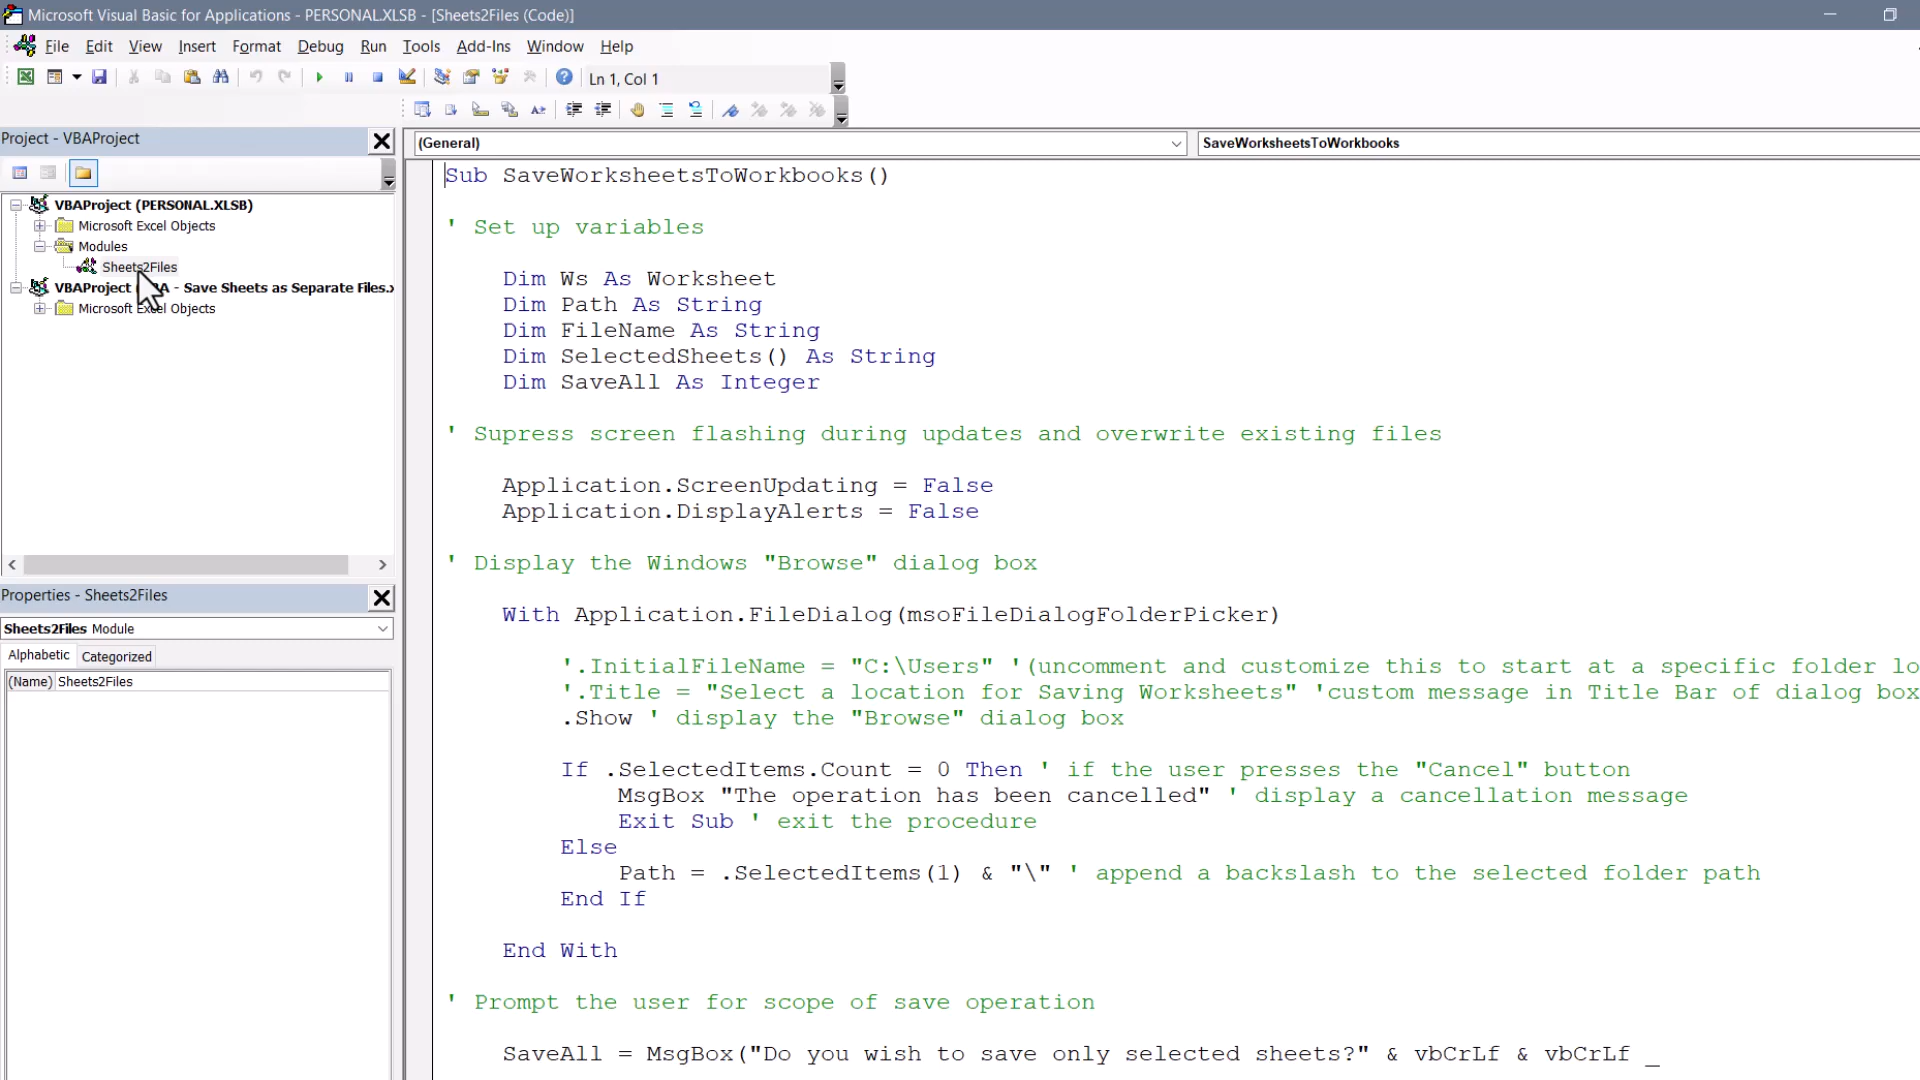 Microsoft Visual Basic for Applications - PERSONAL.XLSB - [Sheets2Files (Code)]
File Edit View Insert Format Debug Run Tools Add-Ins Window Help
Ln 1, Col 1
Project - VBAProject
(General)
SaveWorksheetsToWorkbooks
VBAProject (PERSONAL.XLSB)
Microsoft Excel Objects
Modules
Sheets2Files
VBAProject - Save Sheets as Separate Files.x
Microsoft Excel Objects
Properties - Sheets2Files
Sheets2Files Module
Alphabetic Categorized
(Name) Sheets2Files
Sub SaveWorksheetsToWorkbooks()
' Set up variables
Dim Ws As Worksheet
Dim Path As String
Dim FileName As String
Dim SelectedSheets() As String
Dim SaveAll As Integer
' Supress screen flashing during updates and overwrite existing files
Application.ScreenUpdating = False
Application.DisplayAlerts = False
' Display the Windows "Browse" dialog box
With Application.FileDialog(msoFileDialogFolderPicker)
'.InitialFileName = "C:\Users" '(uncomment and customize this to start at a specific folder lo
'.Title = "Select a location for Saving Worksheets" 'custom message in Title Bar of dialog box
.Show ' display the "Browse" dialog box
If .SelectedItems.Count = 0 Then ' if the user presses the "Cancel" button
MsgBox "The operation has been cancelled" ' display a cancellation message
Exit Sub ' exit the procedure
Else
Path = .SelectedItems(1) & "\" ' append a backslash to the selected folder path
End If
End With
' Prompt the user for scope of save operation
SaveAll = MsgBox("Do you wish to save only selected sheets?" & vbCrLf & vbCrLf _